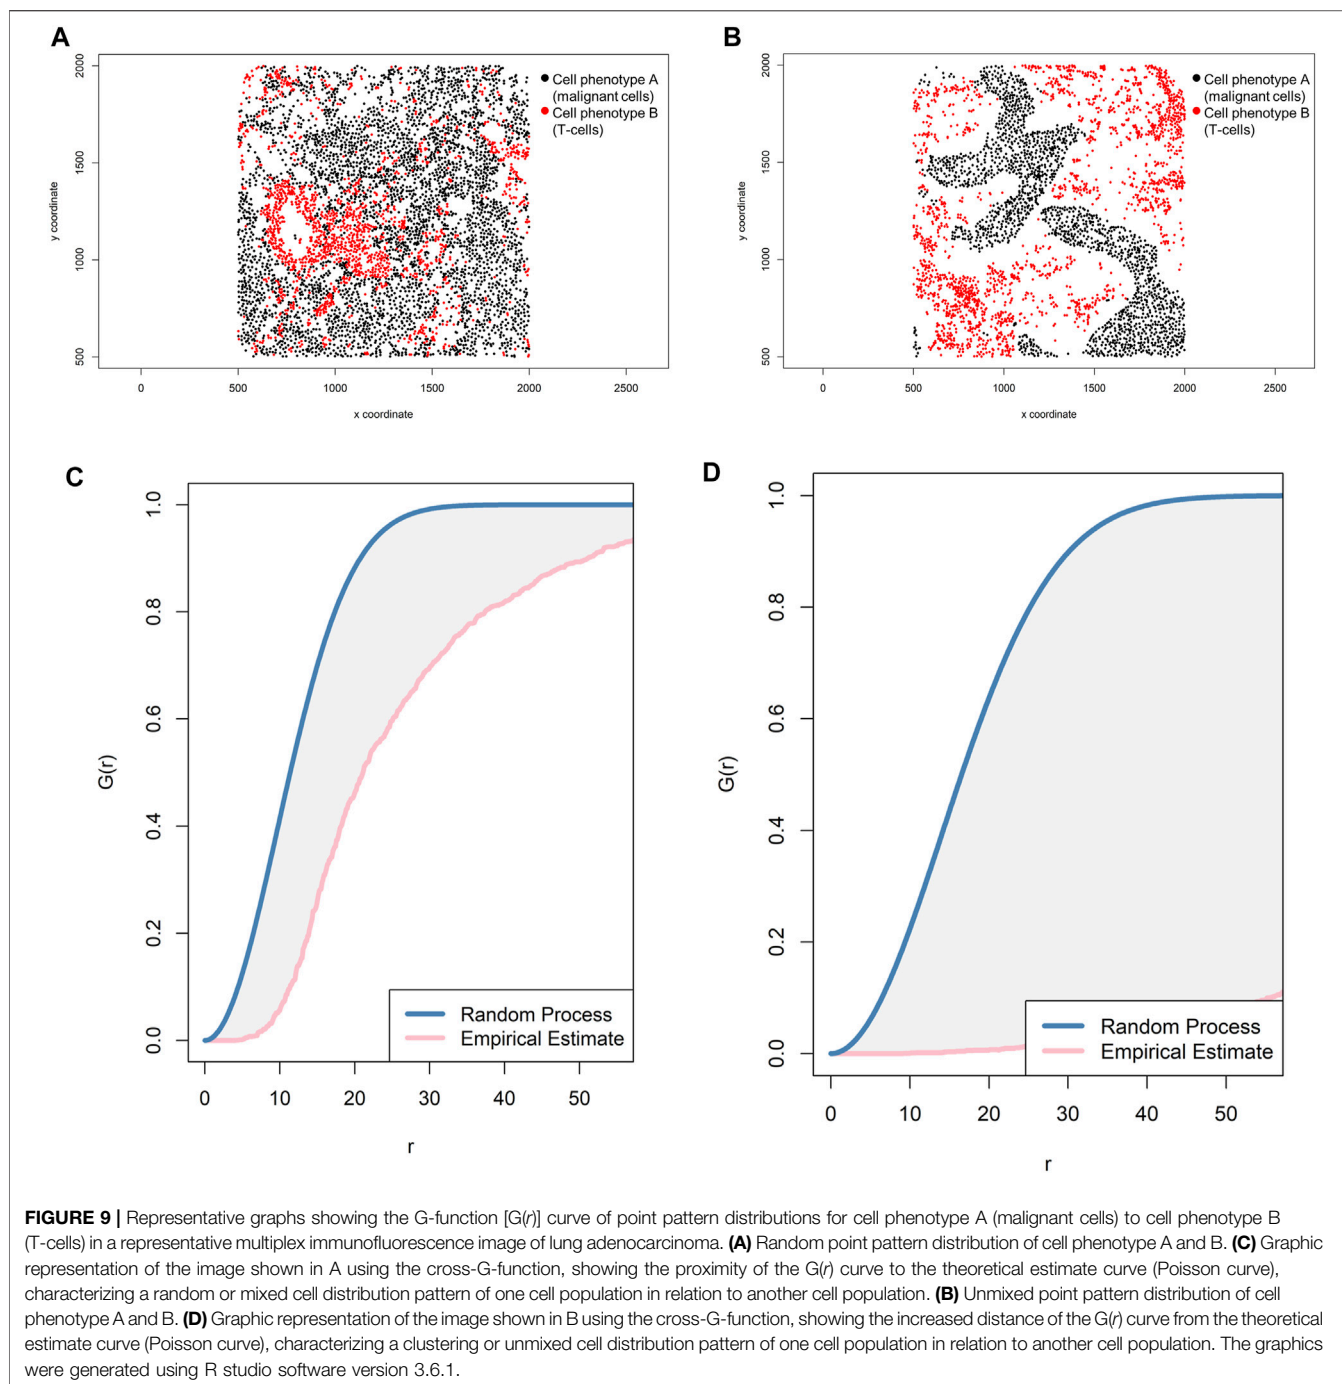 A
2000
1500
1000
500
y coordinate
0
500
1000
1500
2000
2500
x coordinate
Cell phenotype A
(malignant cells)
Cell phenotype B
(T-cells)
B
2000
1500
1000
500
y coordinate
0
500
1000
1500
2000
2500
x coordinate
Cell phenotype A
(malignant cells)
Cell phenotype B
(T-cells)
C
1.0
0.8
0.6
0.4
0.2
0.0
G(r)
0
10
20
30
40
50
r
Random Process
Empirical Estimate
D
1.0
0.8
0.6
0.4
0.2
0.0
G(r)
0
10
20
30
40
50
r
Random Process
Empirical Estimate
FIGURE 9 | Representative graphs showing the G-function [G(r)] curve of point pattern distributions for cell phenotype A (malignant cells) to cell phenotype B
(T-cells) in a representative multiplex immunofluorescence image of lung adenocarcinoma. (A) Random point pattern distribution of cell phenotype A and B. (C) Graphic
representation of the image shown in A using the cross-G-function, showing the proximity of the G(r) curve to the theoretical estimate curve (Poisson curve),
characterizing a random or mixed cell distribution pattern of one cell population in relation to another cell population. (B) Unmixed point pattern distribution of cell
phenotype A and B. (D) Graphic representation of the image shown in B using the cross-G-function, showing the increased distance of the G(r) curve from the theoretical
estimate curve (Poisson curve), characterizing a clustering or unmixed cell distribution pattern of one cell population in relation to another cell population. The graphics
were generated using R studio software version 3.6.1.